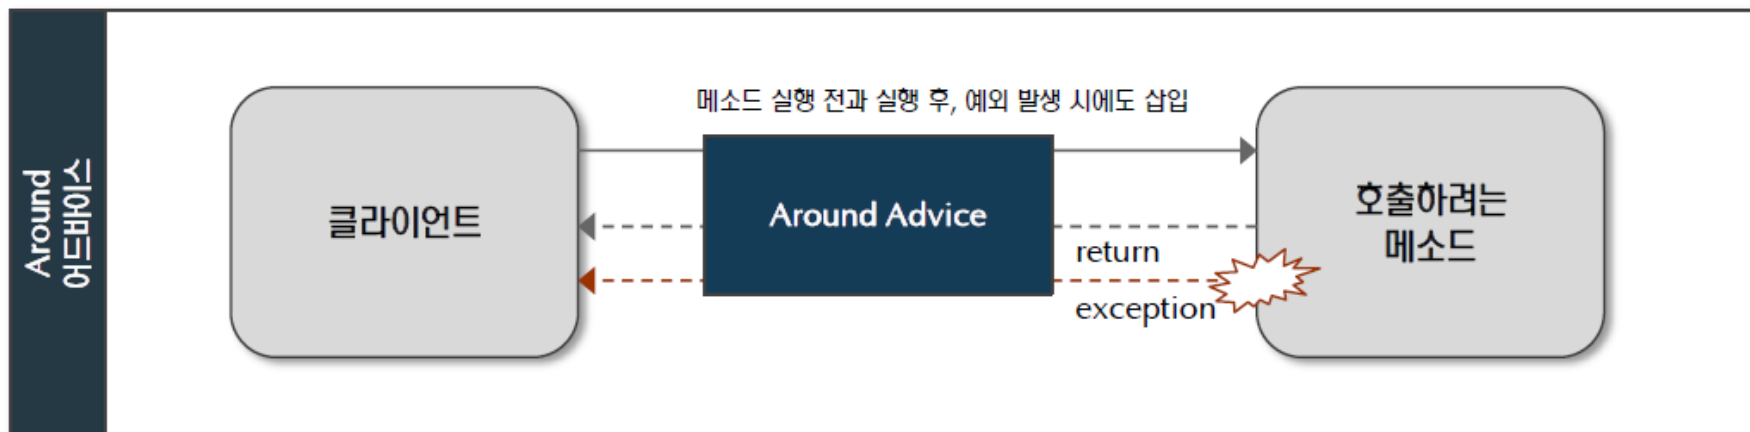 Around
어드바이스
메소드 실행 전과 실행 후, 예외 발생 시에도 삽입
클라이언트
Around Advice
호출하려는
메소드
return
exception